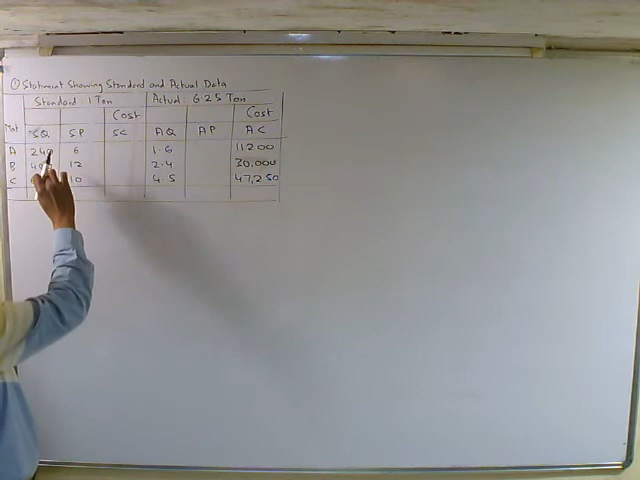 ① Statement Showing Standard and Actual Data
Standard : 1 Ton Actual : 6.25 Ton
Cost Cost
Mat SQ SP SC AQ AP AC
A 240 6 1.6 11200
B 12 2.4 30,000
C 10 4.5 47,250